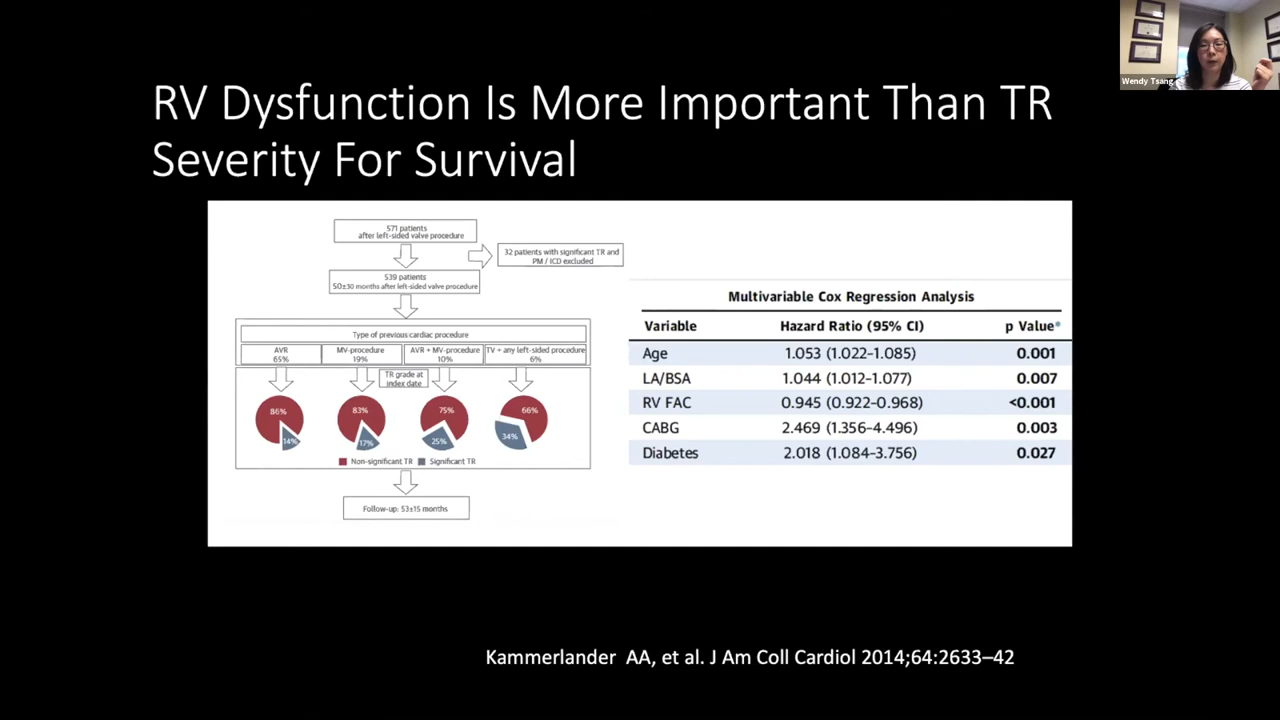 Wendy Tsang
RV Dysfunction Is More Important Than TR
Severity For Survival
571 patients
after left-sided valve procedure
32 patients with significant TR and
PM / ICD excluded
539 patients
50±30 months after left-sided valve procedure
Type of previous cardiac procedure
AVR
65%
MV-procedure
19%
AVR + MV-procedure
10%
TV + any left-sided procedure
6%
TR grade at
index date
86%
14%
83%
17%
75%
25%
66%
34%
Non-significant TR
Significant TR
Follow-up: 53±15 months
Multivariable Cox Regression Analysis
Variable Hazard Ratio (95% CI) p Value*
Age 1.053 (1.022–1.085) 0.001
LA/BSA 1.044 (1.012–1.077) 0.007
RV FAC 0.945 (0.922–0.968) <0.001
CABG 2.469 (1.356–4.496) 0.003
Diabetes 2.018 (1.084–3.756) 0.027
Kammerlander AA, et al. J Am Coll Cardiol 2014;64:2633–42